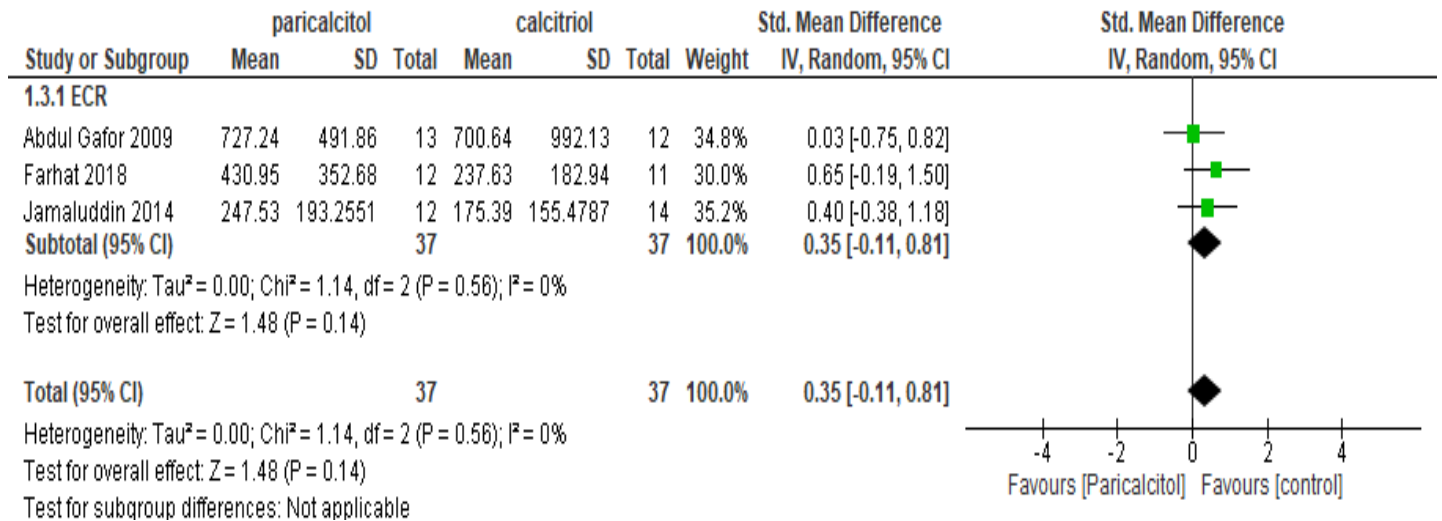 paricalcitol calcitriol Std. Mean Difference Std. Mean Difference
Study or Subgroup Mean SD Total Mean SD Total Weight IV, Random, 95% CI IV, Random, 95% CI
1.3.1 ECR
Abdul Gafor 2009 727.24 491.86 13 700.64 992.13 12 34.8% 0.03 [-0.75, 0.82]
Farhat 2018 430.95 352.68 12 237.63 182.94 11 30.0% 0.65 [-0.19, 1.50]
Jamaluddin 2014 247.53 193.2551 12 175.39 155.4787 14 35.2% 0.40 [-0.38, 1.18]
Subtotal (95% CI) 37 37 100.0% 0.35 [-0.11, 0.81]
Heterogeneity: Tau² = 0.00; Chi² = 1.14, df = 2 (P = 0.56); I² = 0%
Test for overall effect: Z = 1.48 (P = 0.14)
Total (95% CI) 37 37 100.0% 0.35 [-0.11, 0.81]
Heterogeneity: Tau² = 0.00; Chi² = 1.14, df = 2 (P = 0.56); I² = 0%
Test for overall effect: Z = 1.48 (P = 0.14)
Test for subgroup differences: Not applicable
-4 -2 0 2 4
Favours [Paricalcitol] Favours [control]